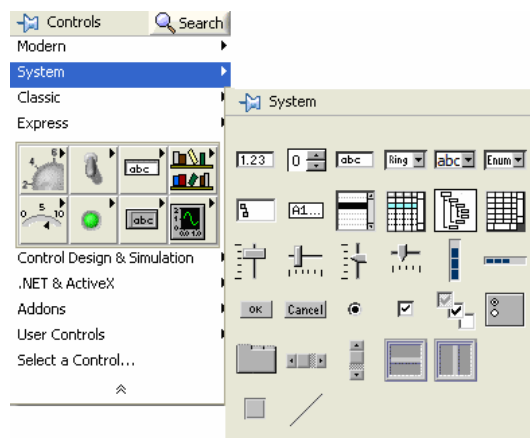 Controls
Search
Modern
System
Classic
Express
abc
abc
Control Design & Simulation
.NET & ActiveX
Addons
User Controls
Select a Control...
System
1.23
0
abc
Ring
abc
Enum
A1...
OK
Cancel